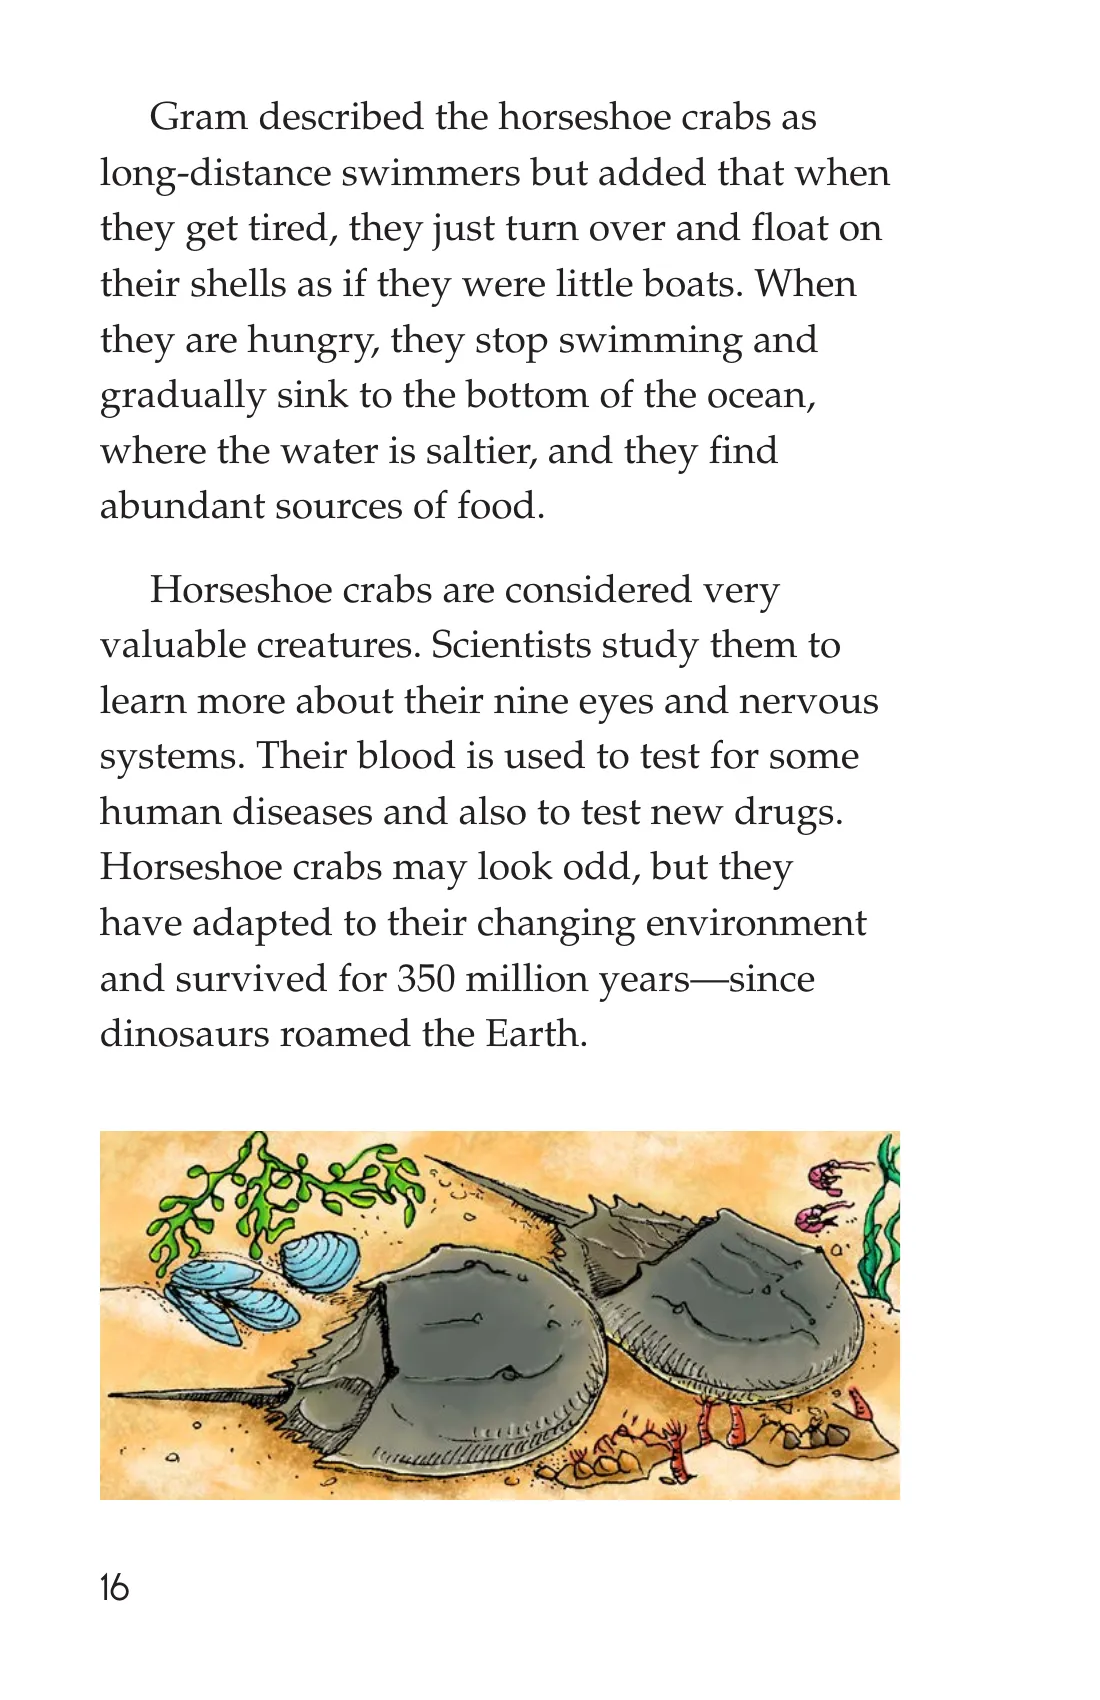 Gram described the horseshoe crabs as
long-distance swimmers but added that when
they get tired, they just turn over and float on
their shells as if they were little boats. When
they are hungry, they stop swimming and
gradually sink to the bottom of the ocean,
where the water is saltier, and they find
abundant sources of food.
Horseshoe crabs are considered very
valuable creatures. Scientists study them to
learn more about their nine eyes and nervous
systems. Their blood is used to test for some
human diseases and also to test new drugs.
Horseshoe crabs may look odd, but they
have adapted to their changing environment
and survived for 350 million years—since
dinosaurs roamed the Earth.
16